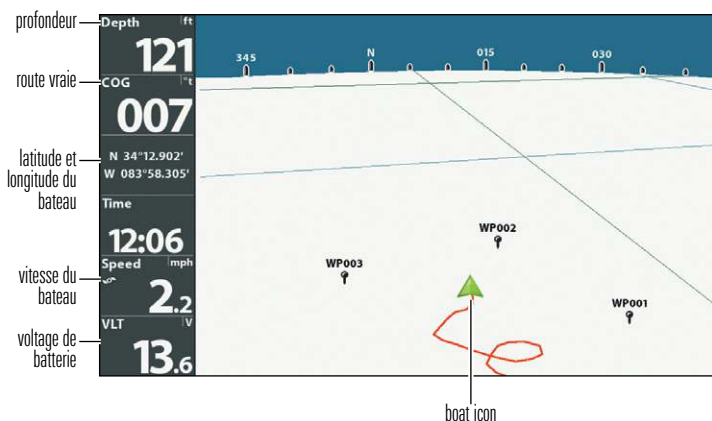 profondeur
route vraie
latitude et
longitude du
bateau
vitesse du
bateau
voltage de
batterie
Depth ft
121
COG °t
007
N 34°12.902'
W 083°58.305'
Time
12:06
Speed mph
2.2
VLT V
13.6
345 N 015 030
WP002
WP003
WP001
boat icon